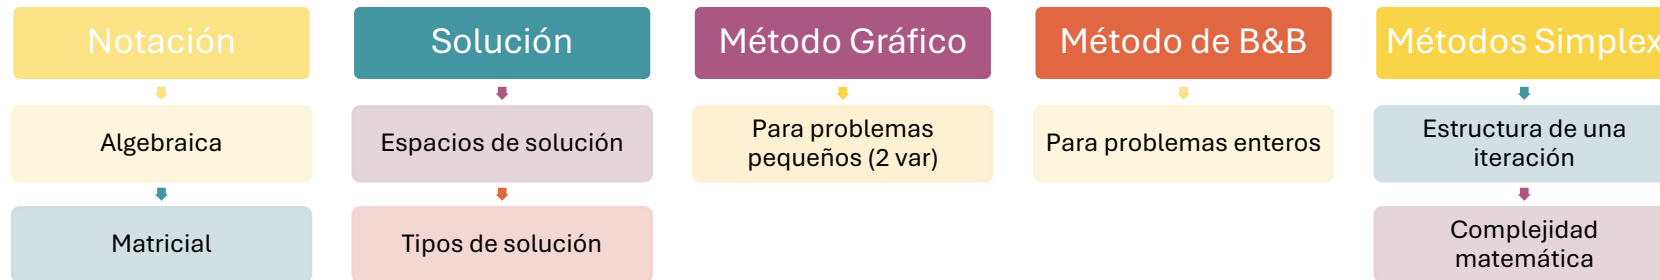 Notación
Algebraica
Matricial
Solución
Espacios de solución
Tipos de solución
Método Gráfico
Para problemas
pequeños (2 var)
Método de B&B
Para problemas enteros
Métodos Simplex
Estructura de una
iteración
Complejidad
matemática